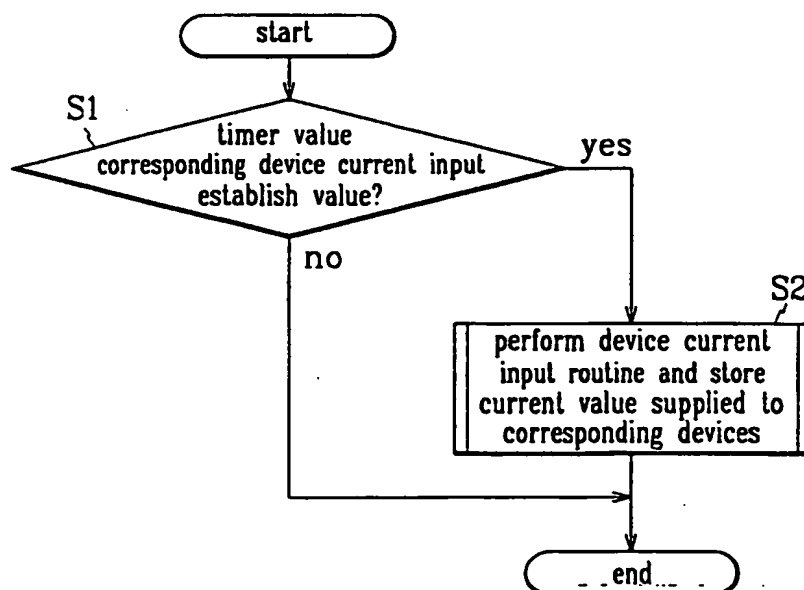 start
S1
timer value
corresponding device current input
establish value?
yes
no
S2
perform device current
input routine and store
current value supplied to
corresponding devices
end